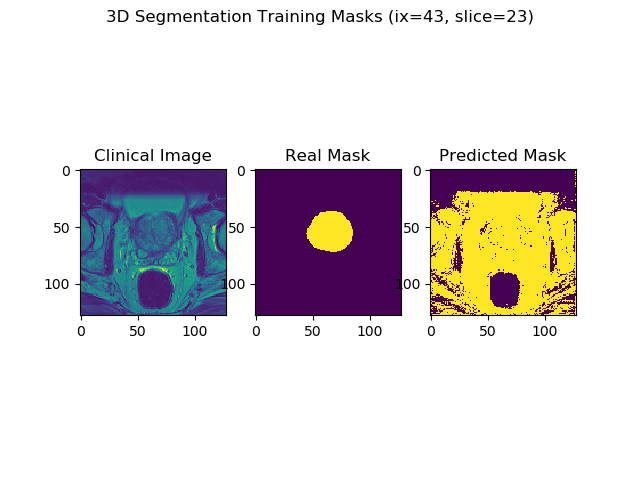 3D Segmentation Training Masks (ix=43, slice=23)
Clinical Image Real Mask Predicted Mask
0 0 0
50 50 50
100 100 100
0 50 100 0 50 100 0 50 100